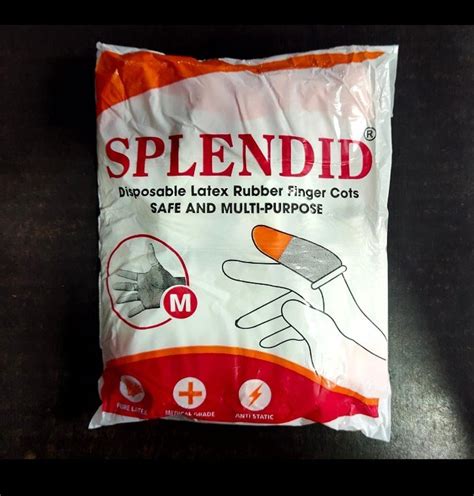 SPLENDID®
Disposable Latex Rubber Finger Cots
SAFE AND MULTI-PURPOSE
M
PURE LATEX
MEDICAL GRADE
ANTI STATIC